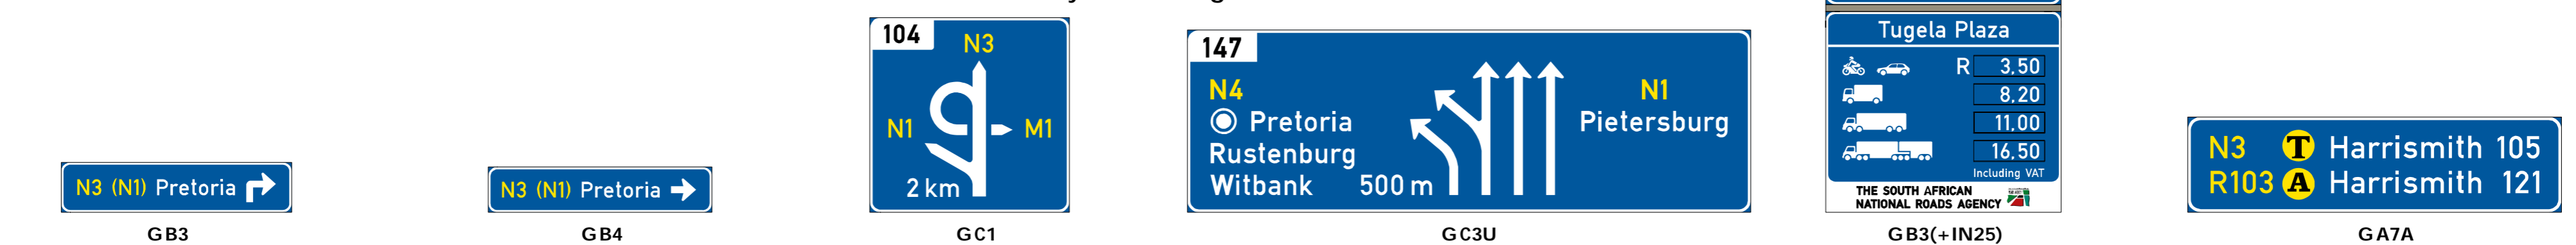 N3 (N1) Pretoria
GB3
N3 (N1) Pretoria
GB4
104
N3
N1
M1
2 km
GC1
147
N4
Pretoria
Rustenburg
Witbank
500 m
N1
Pietersburg
GC3U
Tugela Plaza
R 3,50
8,20
11,00
16,50
Including VAT
THE SOUTH AFRICAN
NATIONAL ROADS AGENCY
GB3(+IN25)
N3 T Harrismith 105
R103 A Harrismith 121
GA7A